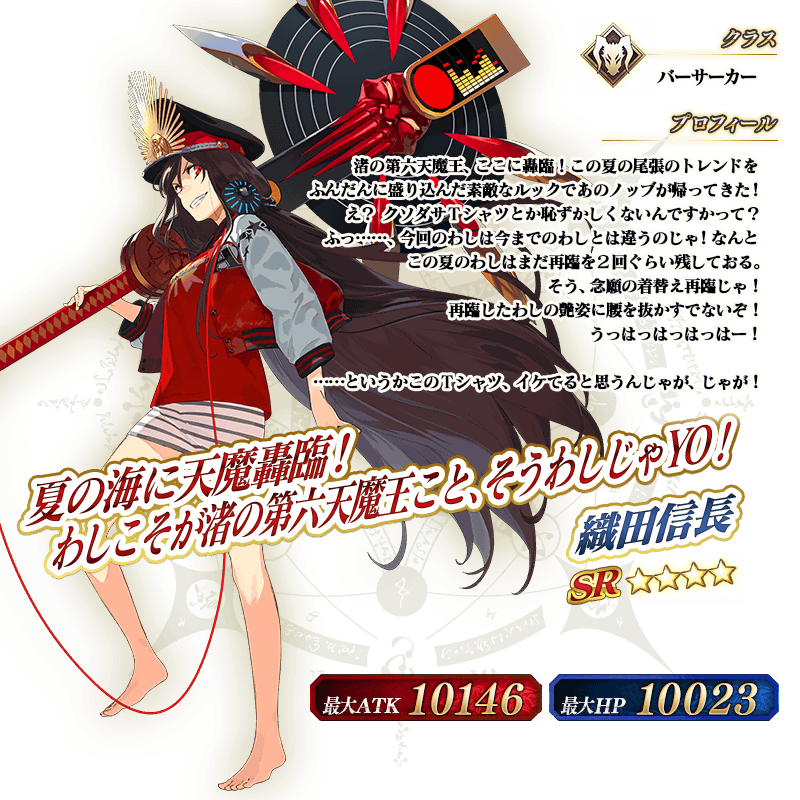 クラス
バーサーカー
プロフィール
渚の第六天魔王、ここに轟臨！この夏の尾張のトレンドを
ふんだんに盛り込んだ素敵なルックであのノッブが帰ってきた！
え？ クソダサTシャツとか恥ずかしくないんですかって？
ふっ……、今回のわしは今までのわしとは違うのじゃ！なんと
この夏のわしはまだ再臨を２回ぐらい残しておる。
そう、念願の着替え再臨じゃ！
再臨したわしの艶姿に腰を抜かすでないぞ！
うっはっはっはっはー！
……というかこのTシャツ、イケてると思うんじゃが、じゃが！
夏の海に天魔轟臨！
わしこそが渚の第六天魔王こと、そうわしじゃYO！
織田信長
SR
最大ATK 10146
最大HP 10023